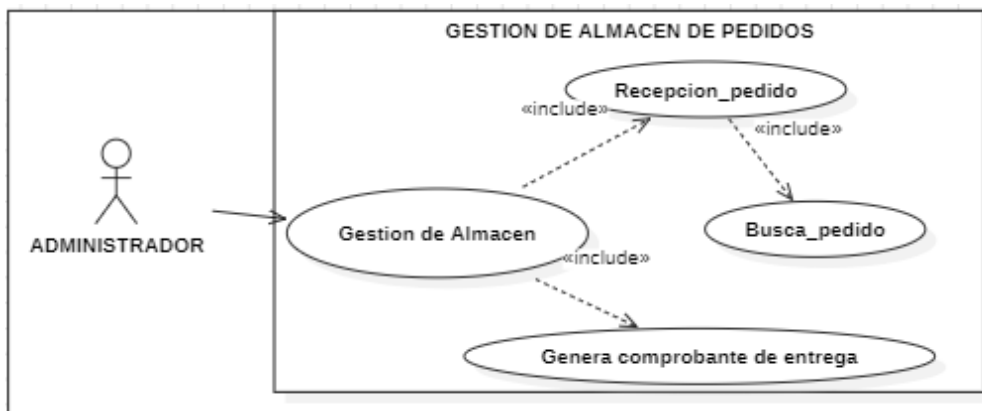 GESTION DE ALMACEN DE PEDIDOS
Recepcion_pedido
«include»
«include»
ADMINISTRADOR
Gestion de Almacen
Busca_pedido
«include»
Genera comprobante de entrega